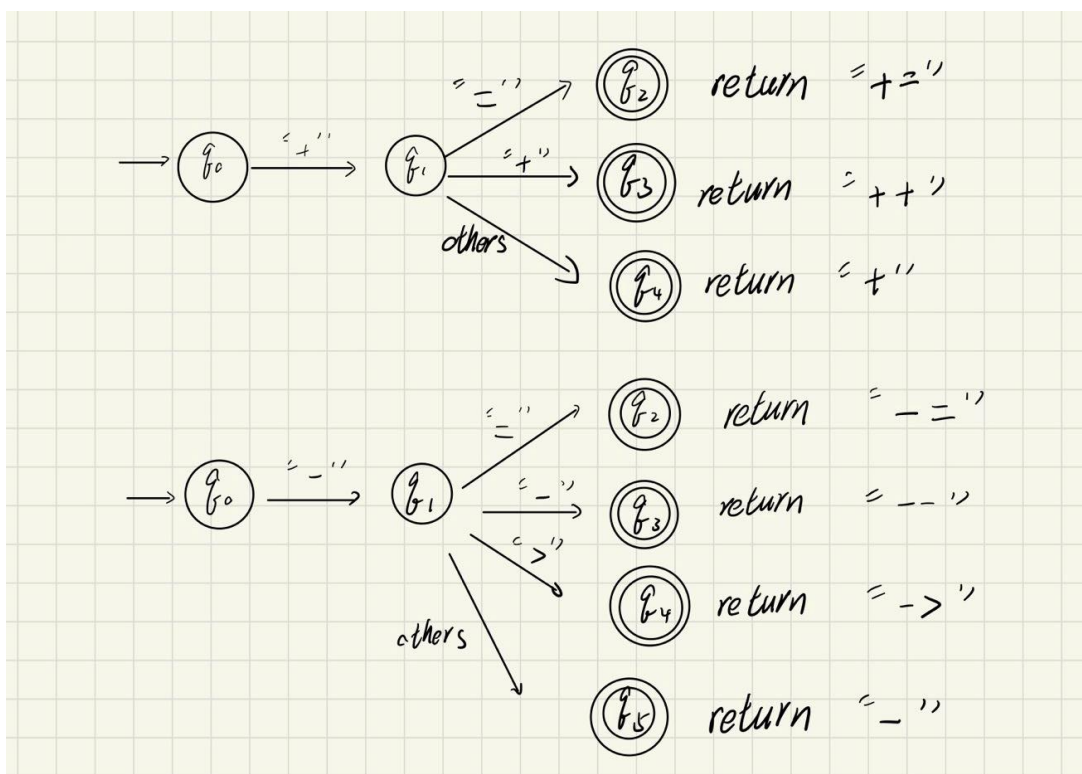 "=" q₂ return "+="
q₀ "+" q₁ "+" q₃ return "++"
others q₄ return "+"
"=" q₂ return "-="
q₀ "-" q₁ "-" q₃ return "--"
">" q₄ return "->"
others q₅ return "-"